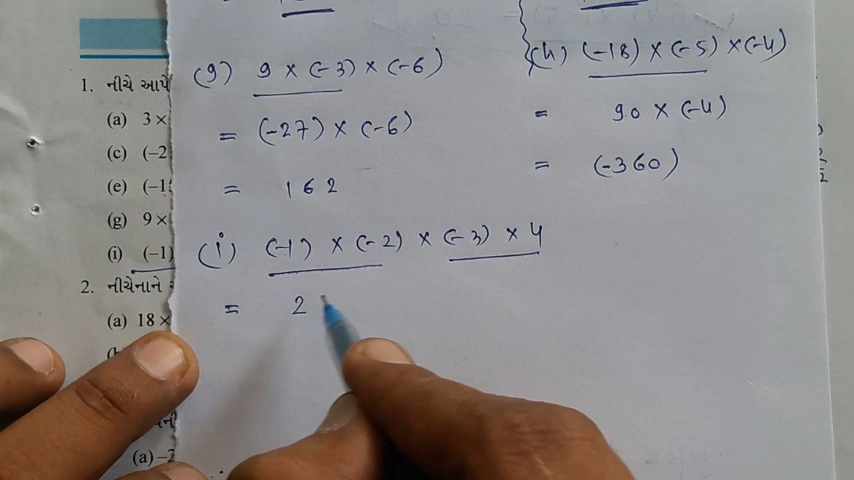 1. નીચે આપે
(a) 3 ×
(c) (–2
(e) (–1
(g) 9 ×
(i) (–1)
2. નીચેનાને
(a) 18 ×
(a) –2
(9) 9 × (-3) × (-6)
= (-27) × (-6)
= 162
(h) (-18) × (-5) × (-4)
= 90 × (-4)
= (-360)
(i) (-1) × (-2) × (-3) × 4
= 2